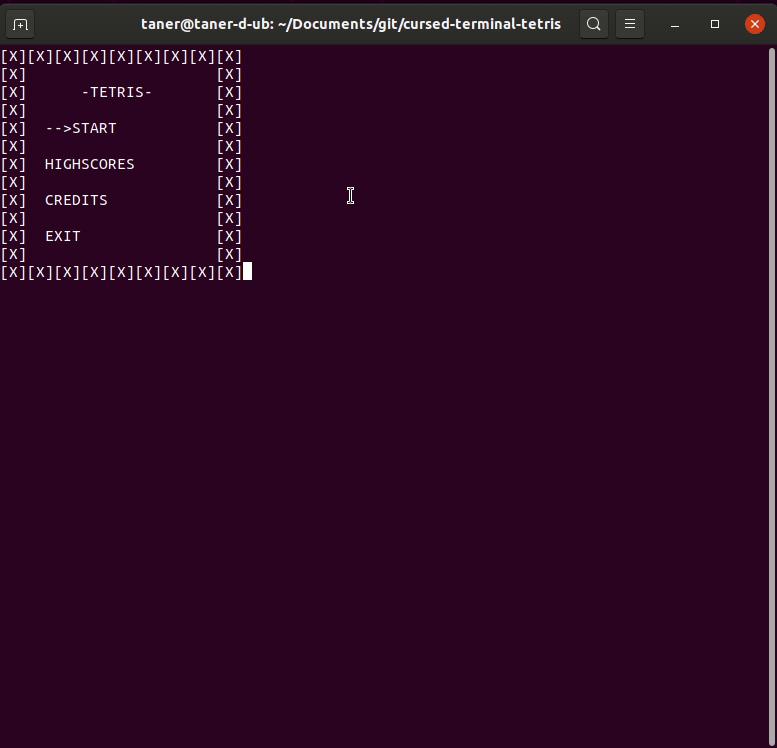 taner@taner-d-ub: ~/Documents/git/cursed-terminal-tetris
[X][X][X][X][X][X][X][X][X]
[X]                     [X]
[X]      -TETRIS-       [X]
[X]                     [X]
[X]  -->START           [X]
[X]                     [X]
[X]  HIGHSCORES         [X]
[X]                     [X]
[X]  CREDITS            [X]
[X]                     [X]
[X]  EXIT               [X]
[X]                     [X]
[X][X][X][X][X][X][X][X][X]